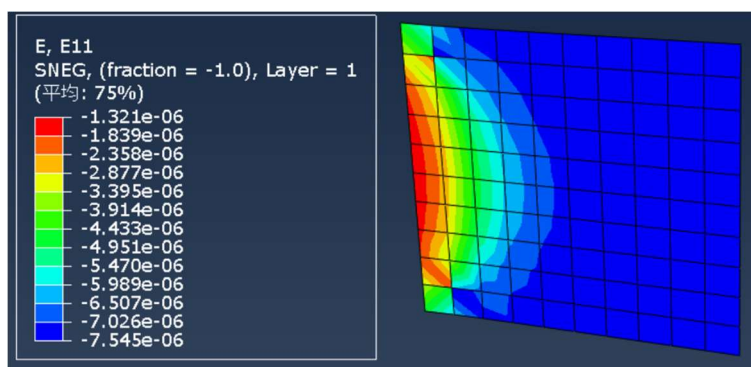 E, E11
SNEG, (fraction = -1.0), Layer = 1
(平均: 75%)
-1.321e-06
-1.839e-06
-2.358e-06
-2.877e-06
-3.395e-06
-3.914e-06
-4.433e-06
-4.951e-06
-5.470e-06
-5.989e-06
-6.507e-06
-7.026e-06
-7.545e-06